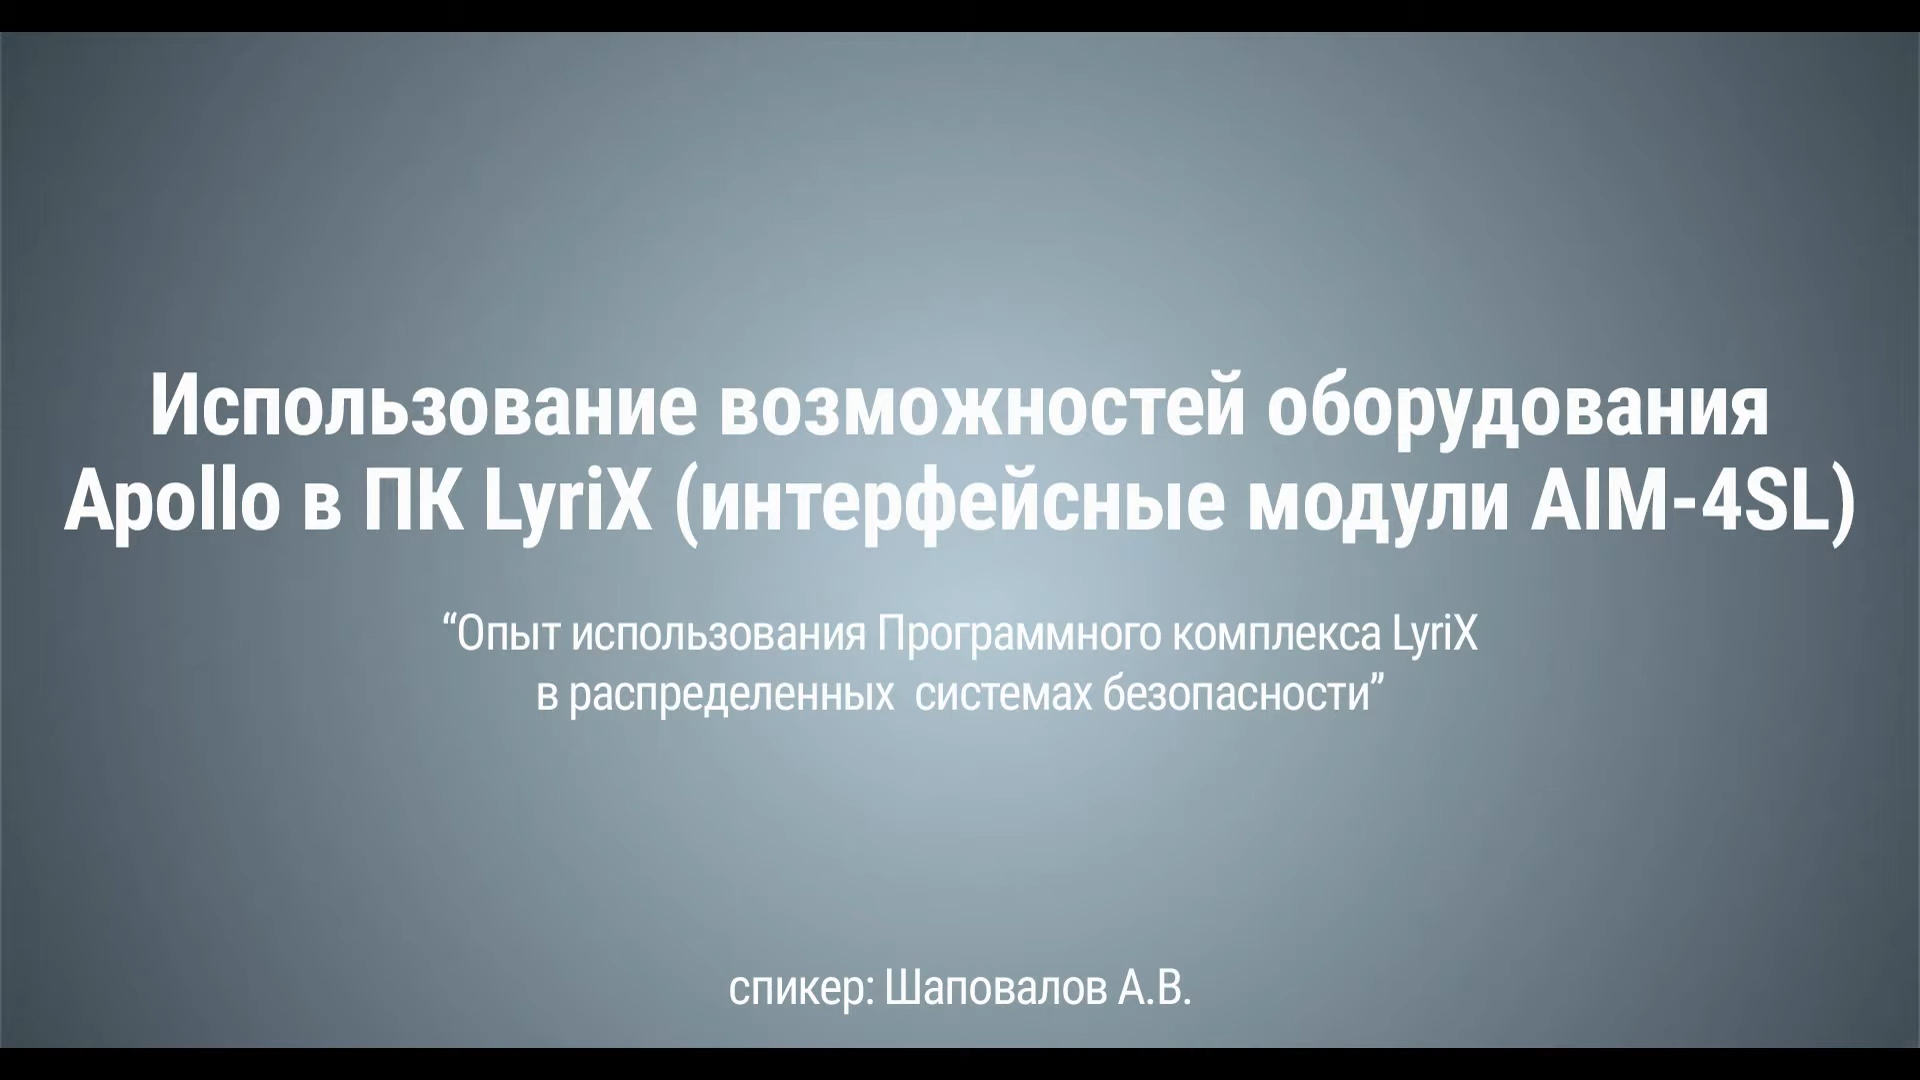 Использование возможностей оборудования
Apollo в ПК LyriX (интерфейсные модули AIM-4SL)
“Опыт использования Программного комплекса LyriX
в распределенных системах безопасности”
спикер: Шаповалов А.В.